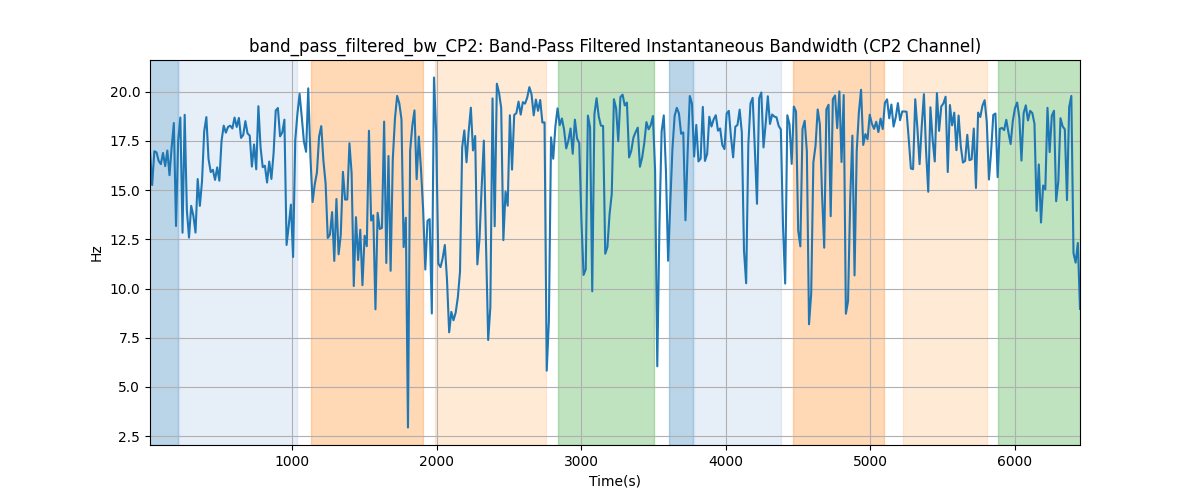 band_pass_filtered_bw_CP2: Band-Pass Filtered Instantaneous Bandwidth (CP2 Channel)
20.0
17.5
15.0
12.5
10.0
7.5
5.0
2.5
Hz
1000 2000 3000 4000 5000 6000
Time(s)